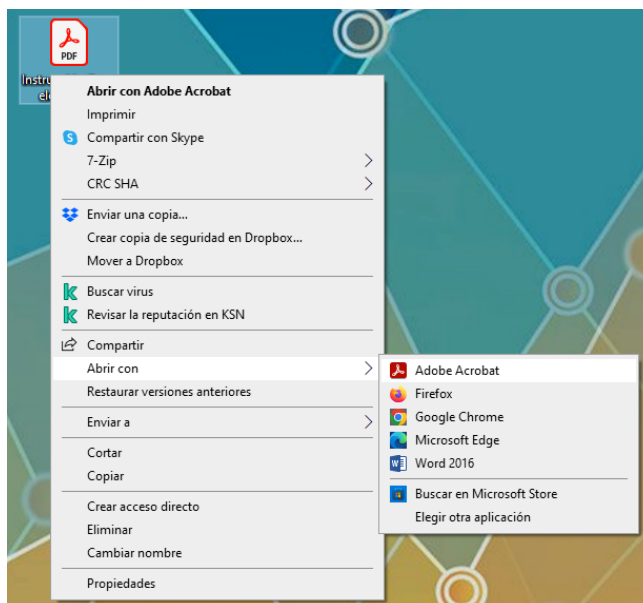 PDF
Abrir con Adobe Acrobat
Imprimir
Compartir con Skype
7-Zip
CRC SHA
Enviar una copia...
Crear copia de seguridad en Dropbox...
Mover a Dropbox
Buscar virus
Revisar la reputación en KSN
Compartir
Abrir con
Restaurar versiones anteriores
Enviar a
Cortar
Copiar
Crear acceso directo
Eliminar
Cambiar nombre
Propiedades
Adobe Acrobat
Firefox
Google Chrome
Microsoft Edge
Word 2016
Buscar en Microsoft Store
Elegir otra aplicación